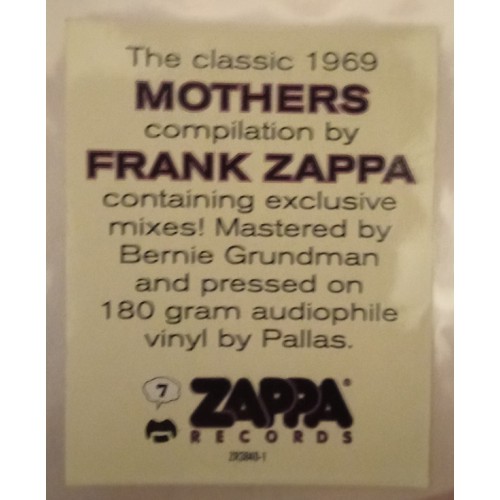 The classic 1969
MOTHERS
compilation by
FRANK ZAPPA
containing exclusive
mixes! Mastered by
Bernie Grundman
and pressed on
180 gram audiophile
vinyl by Pallas.
7
ZAPPA®
RECORDS